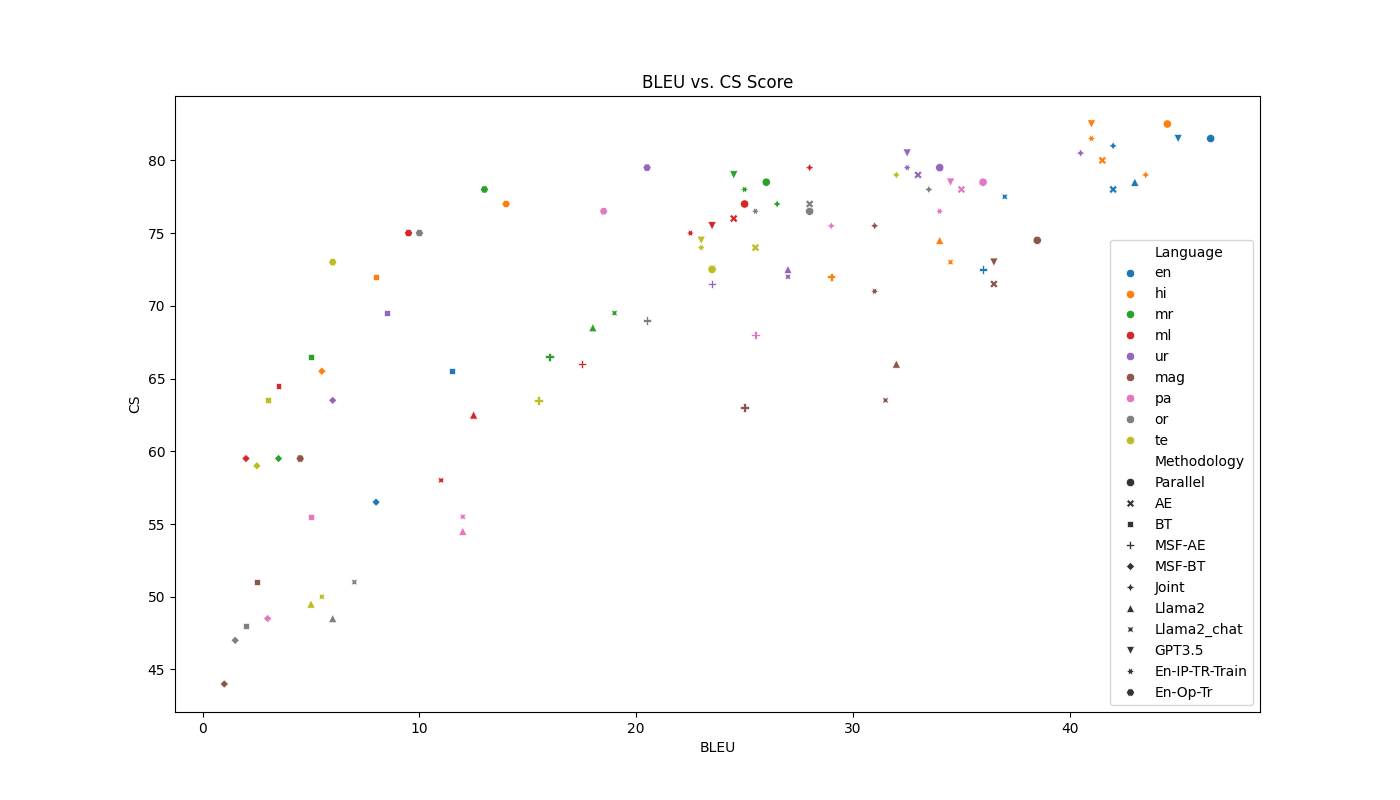 BLEU vs. CS Score
CS
80
75
70
65
60
55
50
45
0
10
20
30
40
BLEU
Language
en
hi
mr
ml
ur
mag
pa
or
te
Methodology
Parallel
AE
BT
MSF-AE
MSF-BT
Joint
Llama2
Llama2_chat
GPT3.5
En-IP-TR-Train
En-Op-Tr